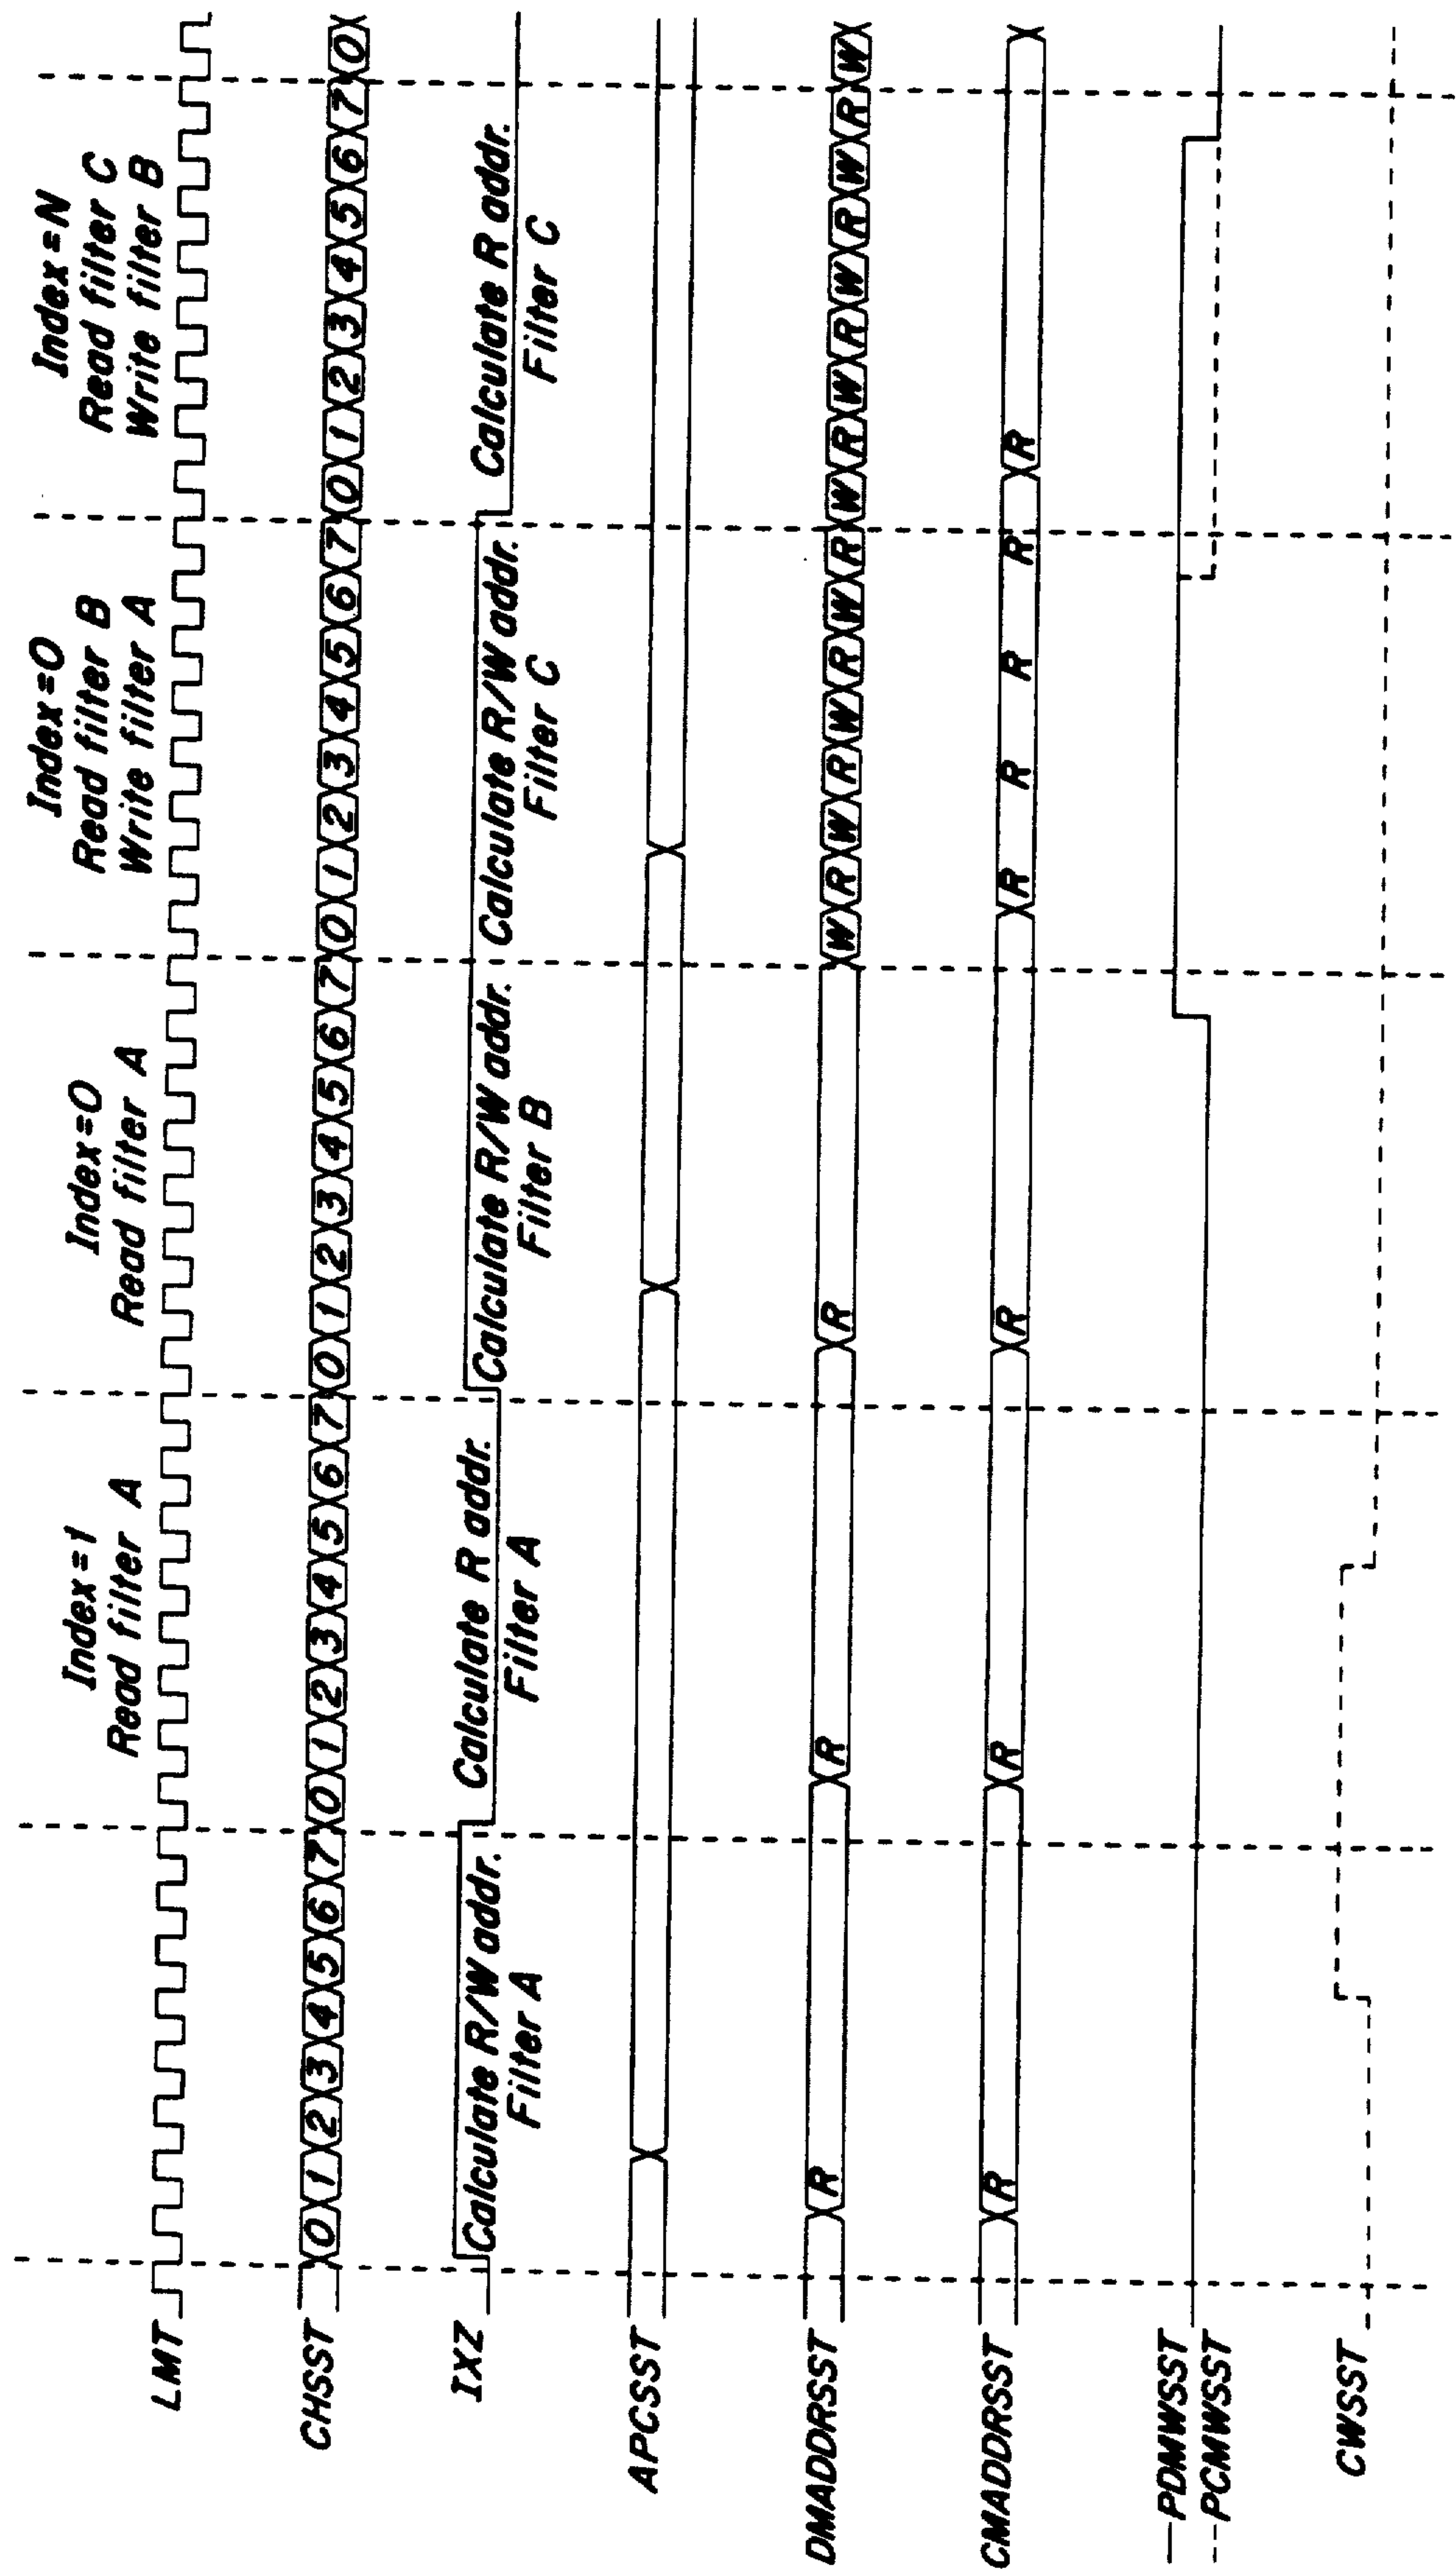 Index=1
Read filter A
Index=0
Read filter A
Index=0
Read filter B
Write filter A
Index=N
Read filter C
Write filter B
LMT
CHSST 0 1 2 3 4 5 6 7 0 1 2 3 4 5 6 7 0 1 2 3 4 5 6 7 0 1 2 3 4 5 6 7 0 1 2 3 4 5 6 7 0
IXZ
Calculate R/W addr.
Filter A
Calculate R addr.
Filter A
Calculate R/W addr.
Filter B
Calculate R/W addr.
Filter C
Calculate R addr.
Filter C
APCSST
DMADDRSST R R R W R W R W R W R W R W R W R W R W
CMADDRSST R R R R R R R R
PDMWSST
PCMWSST
CWSST